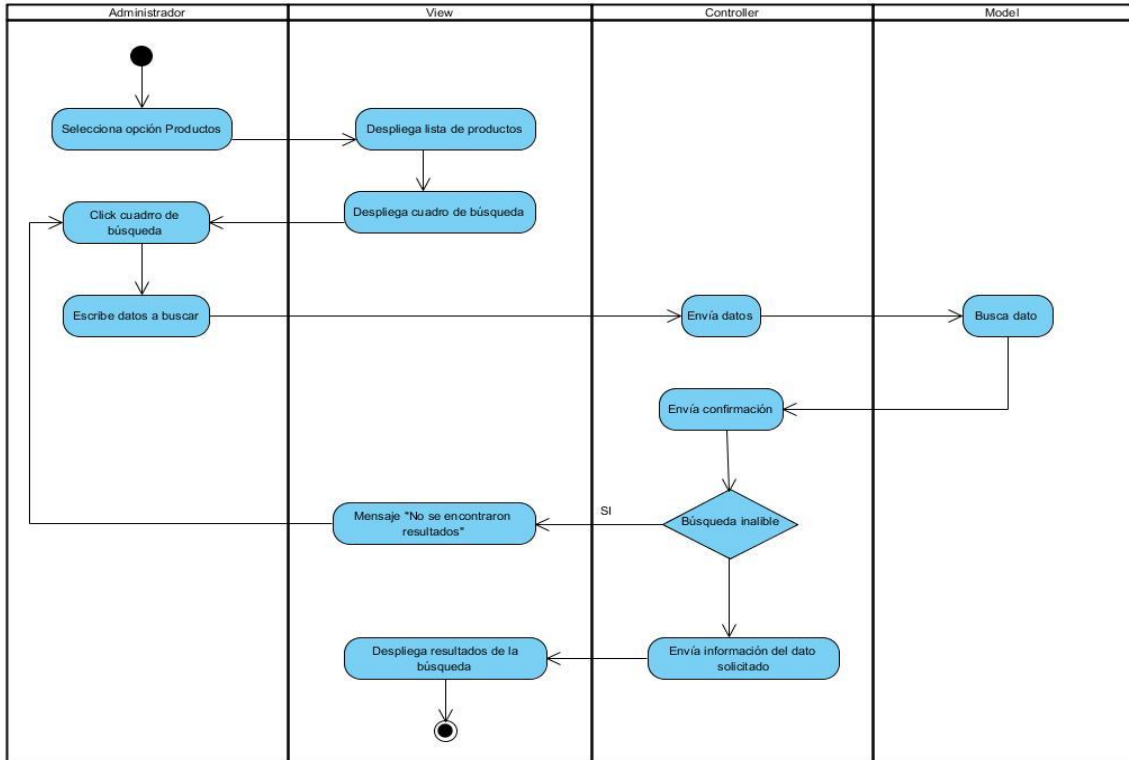 Administrador
View
Controller
Model
Selecciona opción Productos
Despliega lista de productos
Click cuadrro de
búsqueda
Despliega cuadro de búsqueda
Escribe datos a buscar
Envía datos
Busca dato
Envía confirmación
Mensaje "No se encontraron
resultados"
SI
Búsqueda inalible
Despliega resultados de la
búsqueda
Envía información del dato
solicitado